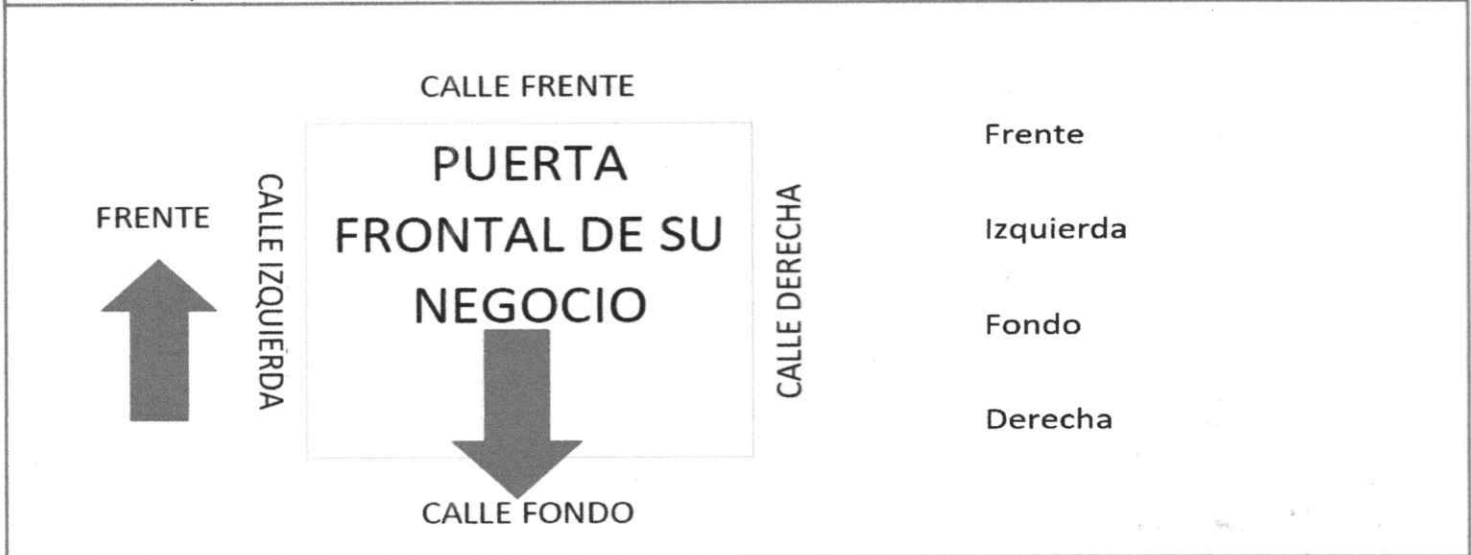 CALLE FRENTE
PUERTA
FRONTAL DE SU
NEGOCIO
FRENTE
CALLE IZQUIERDA
CALLE DERECHA
CALLE FONDO
Frente
Izquierda
Fondo
Derecha